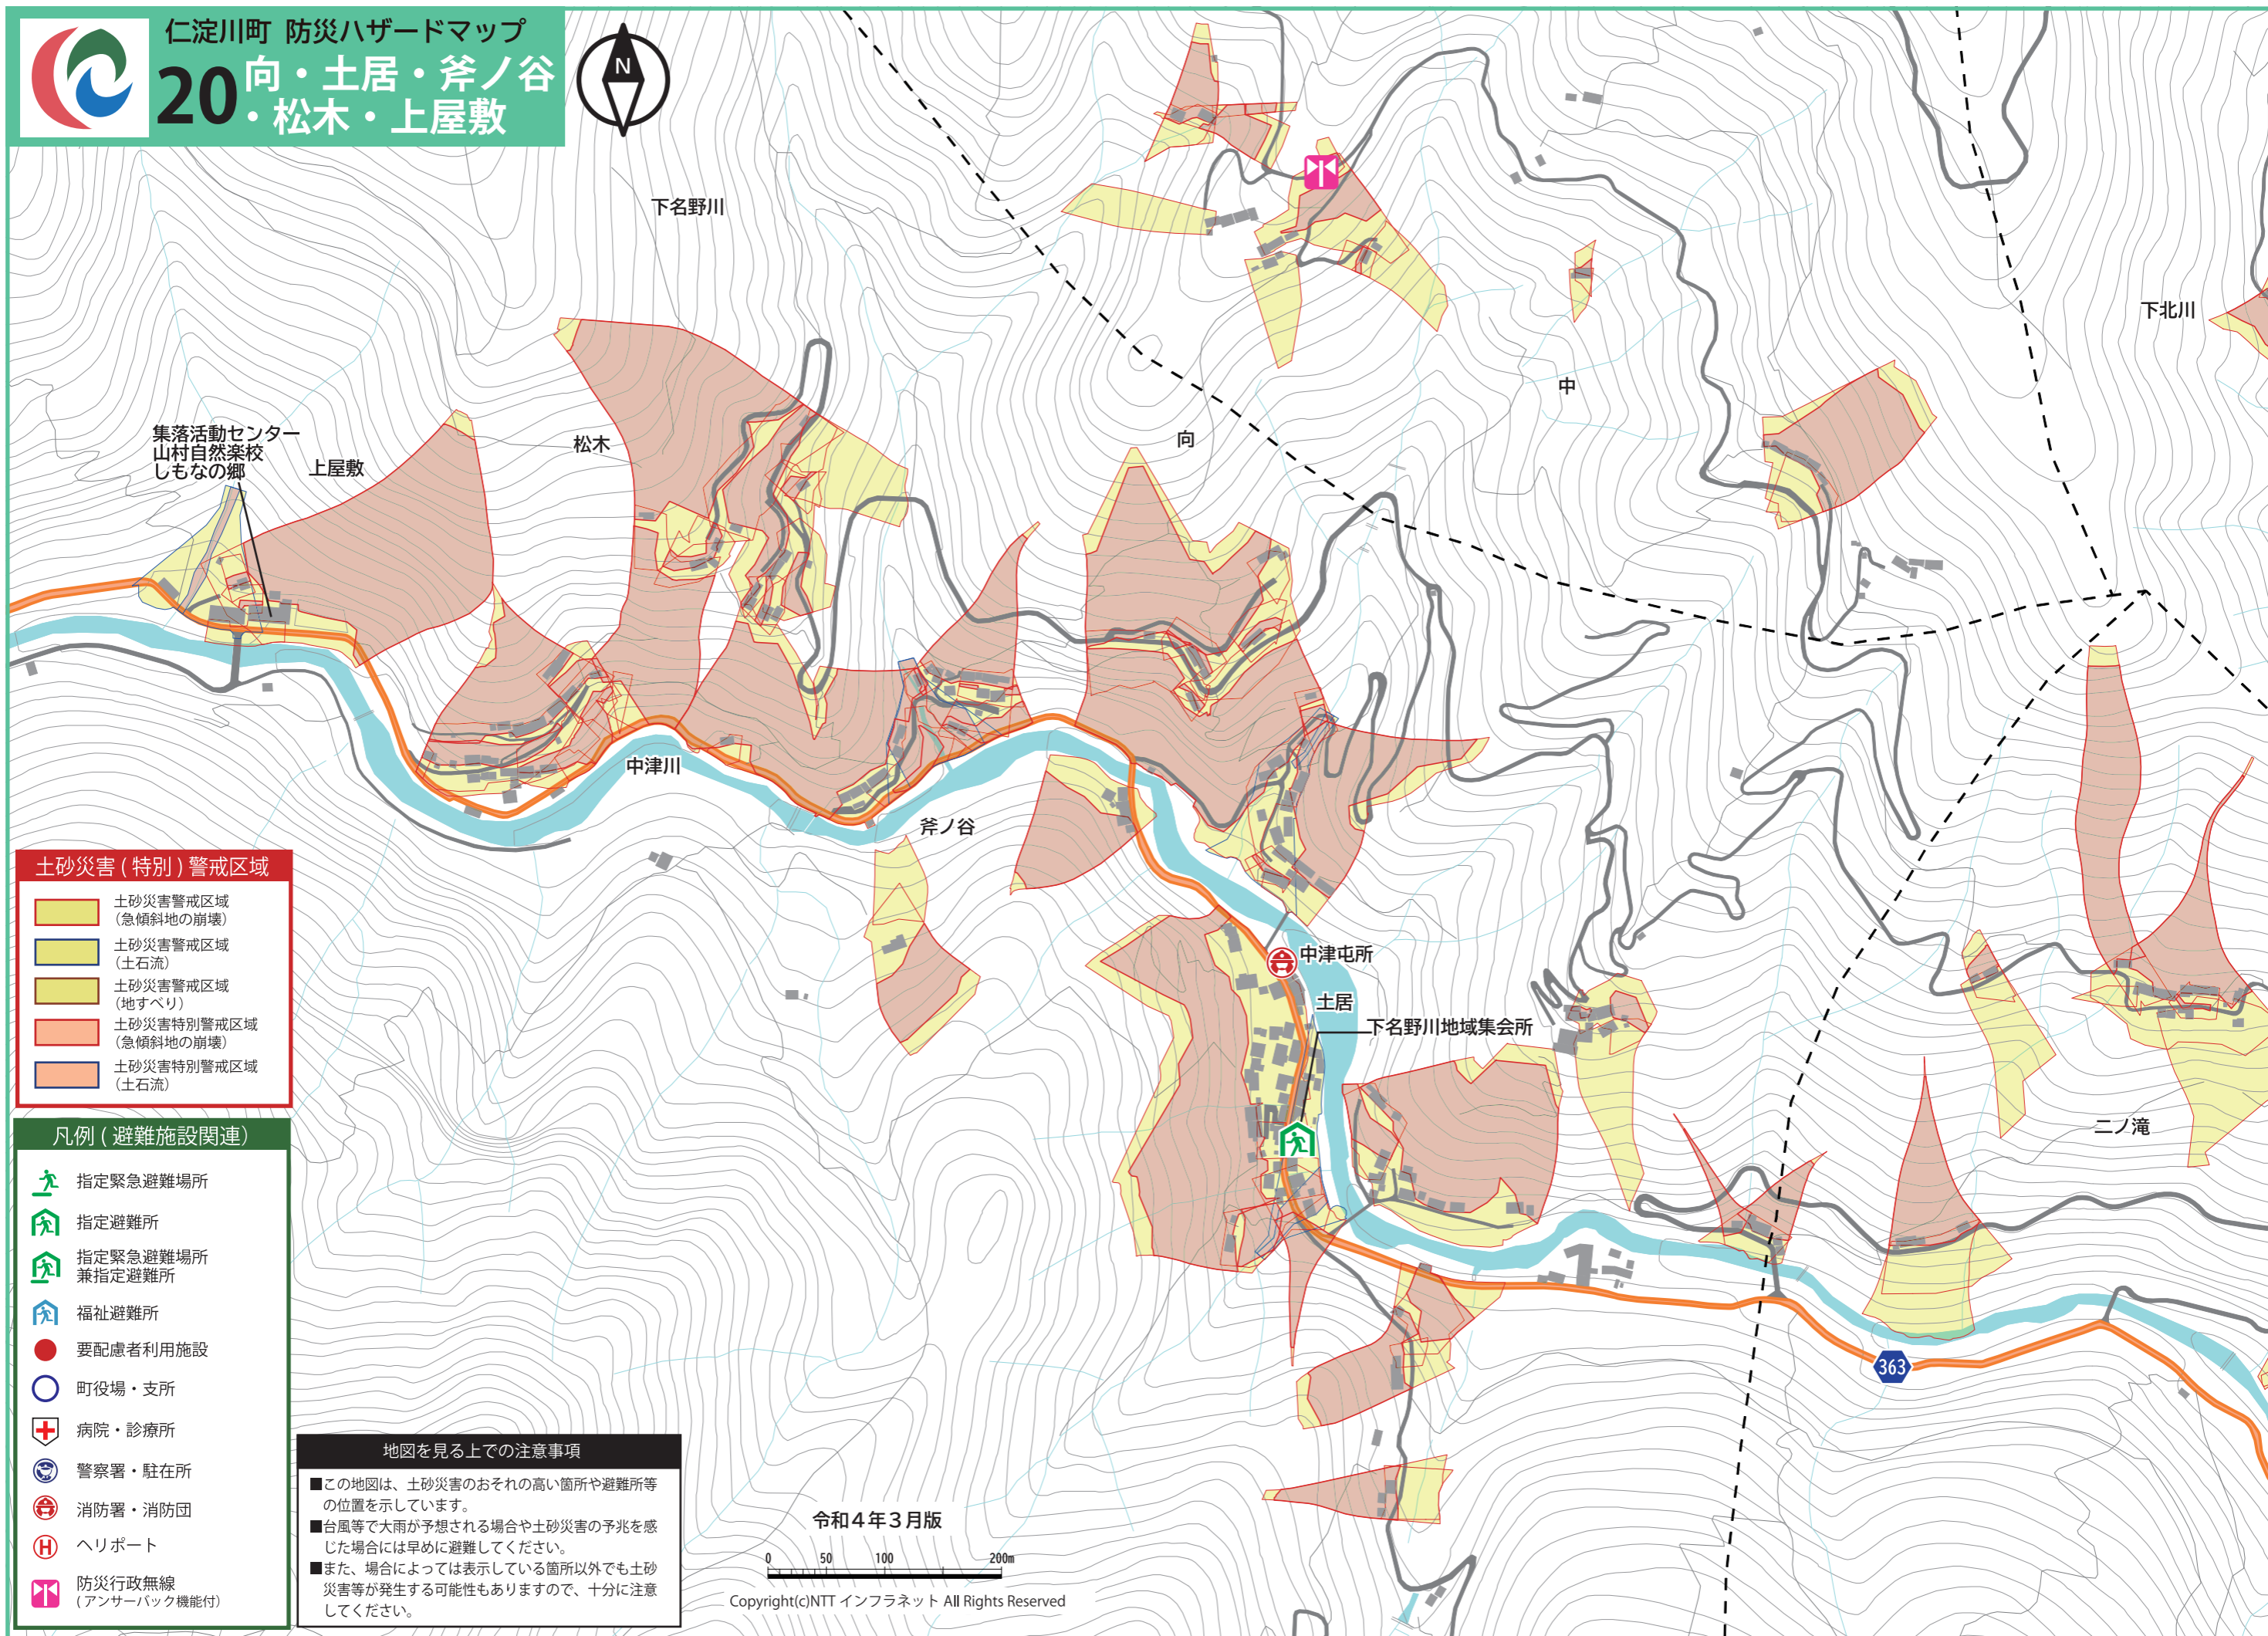 仁淀川町 防災ハザードマップ
20 向・土居・斧ノ谷
・松木・上屋敷
N
下名野川
下北川
中
向
松木
上屋敷
集落活動センター
山村自然楽校
しもなの郷
中津川
斧ノ谷
中津屯所
土居
下名野川地域集会所
二ノ滝
363
土砂災害(特別)警戒区域
土砂災害警戒区域
(急傾斜地の崩壊)
土砂災害警戒区域
(土石流)
土砂災害警戒区域
(地すべり)
土砂災害特別警戒区域
(急傾斜地の崩壊)
土砂災害特別警戒区域
(土石流)
凡例(避難施設関連)
指定緊急避難場所
指定避難所
指定緊急避難場所
兼指定避難所
福祉避難所
要配慮者利用施設
町役場・支所
病院・診療所
警察署・駐在所
消防署・消防団
H ヘリポート
防災行政無線
(アンサーバック機能付)
地図を見る上での注意事項
■この地図は、土砂災害のおそれの高い箇所や避難所等
の位置を示しています。
■台風等で大雨が予想される場合や土砂災害の予兆を感
じた場合には早めに避難してください。
■また、場合によっては表示している箇所以外でも土砂
災害等が発生する可能性もありますので、十分に注意
してください。
令和4年3月版
0 50 100 200m
Copyright(c)NTT インフラネット All Rights Reserved